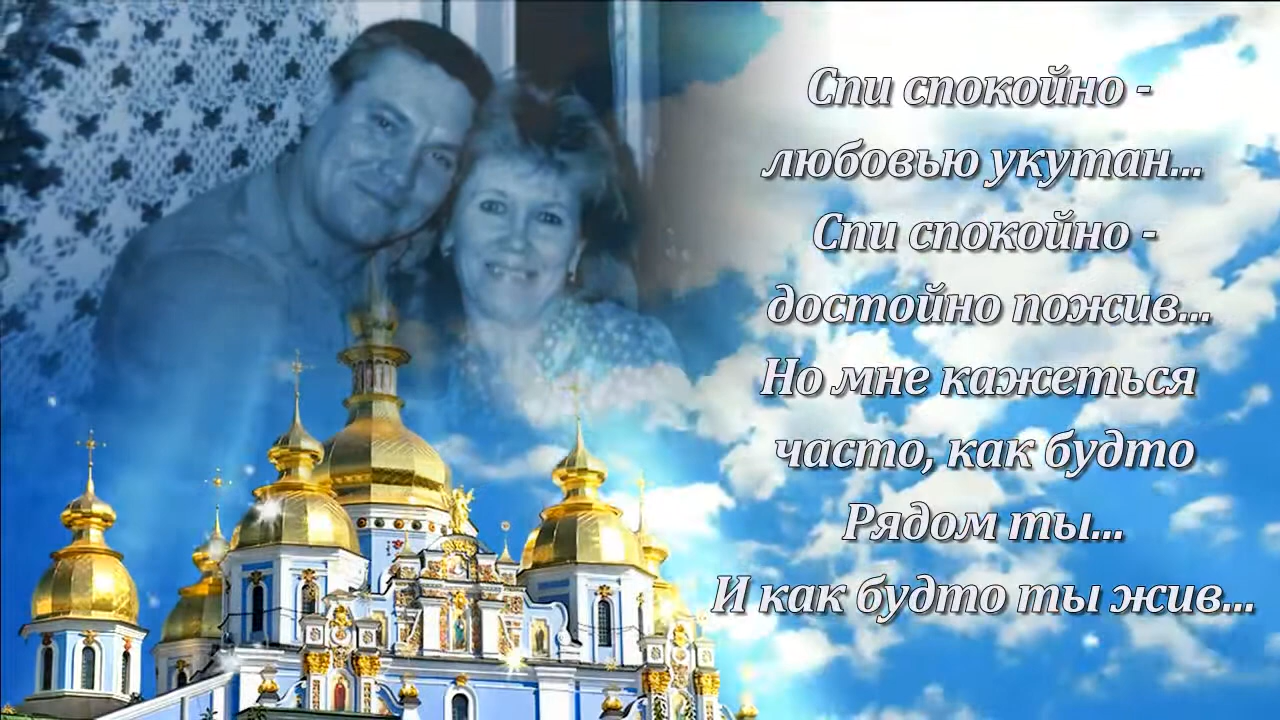 Спи спокойно -
любовью укутан...
Спи спокойно -
достойно пожив...
Но мне кажеться
часто, как будто
Рядом ты...
И как будто ты жив...